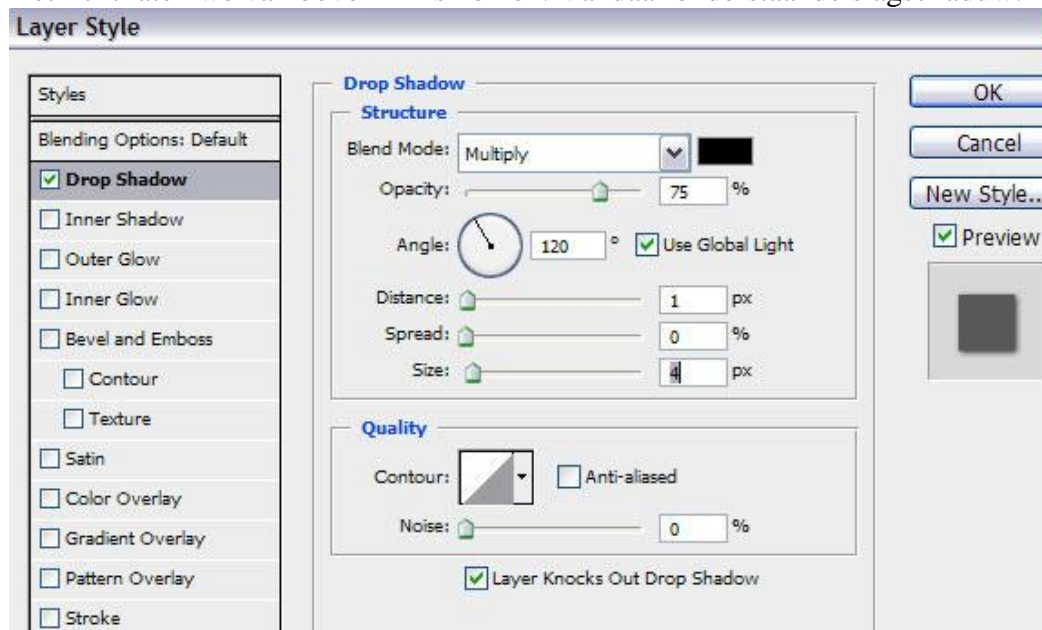 Layer Style
Styles
Blending Options: Default
Drop Shadow
Inner Shadow
Outer Glow
Inner Glow
Bevel and Emboss
Contour
Texture
Satin
Color Overlay
Gradient Overlay
Pattern Overlay
Stroke
Drop Shadow
Structure
Blend Mode: Multiply
Opacity: 75 %
Angle: 120 ° Use Global Light
Distance: 1 px
Spread: 0 %
Size: 4 px
Quality
Contour: Anti-aliased
Noise: 0 %
Layer Knocks Out Drop Shadow
OK
Cancel
New Style..
Preview